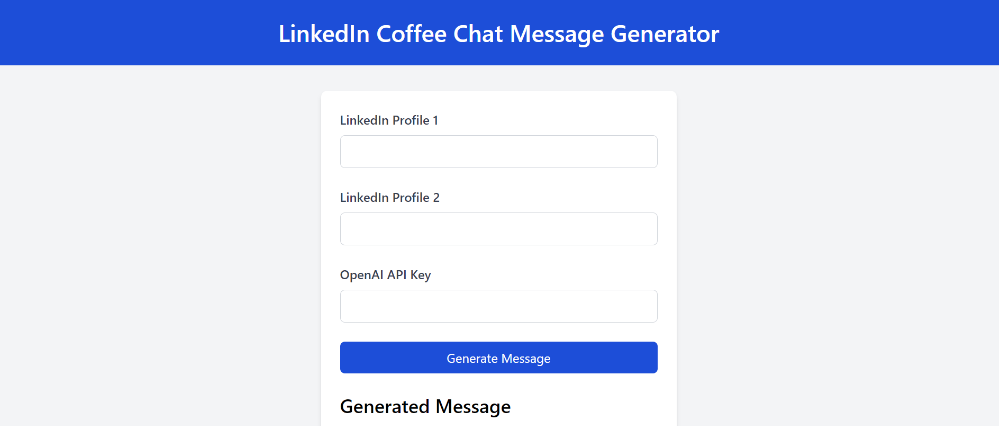 LinkedIn Coffee Chat Message Generator
LinkedIn Profile 1
LinkedIn Profile 2
OpenAI API Key
Generate Message
Generated Message